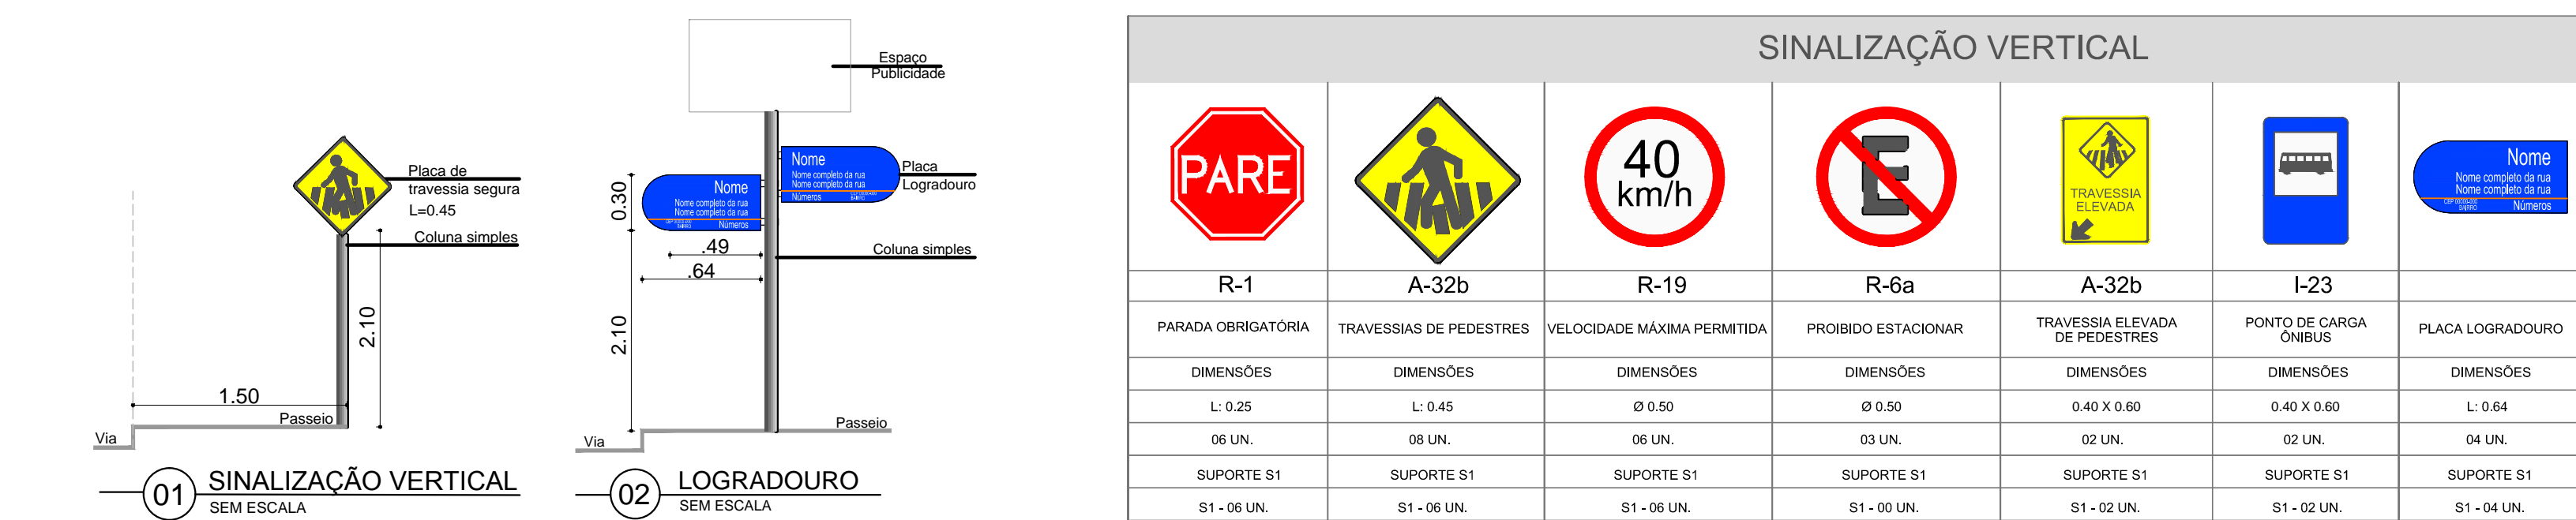 Placa de
travessia segura
L=0.45
Coluna simples
2.10
1.50
Passeio
Via
01
SINALIZAÇÃO VERTICAL
SEM ESCALA
Espaço
Publicidade
Nome
Nome completo da rua
Nome completo da rua
Números
Placa
Logradouro
Nome
Nome completo da rua
Nome completo da rua
BAIRRO
Números
0.30
.49
.64
Coluna simples
2.10
Passeio
Via
02
LOGRADOURO
SEM ESCALA
SINALIZAÇÃO VERTICAL
PARE
40
km/h
E
TRAVESSIA
ELEVADA
Nome
Nome completo da rua
Nome completo da rua
CEP 00000-000
BAIRRO
Números
R-1 A-32b R-19 R-6a A-32b I-23
PARADA OBRIGATÓRIA TRAVESSIAS DE PEDESTRES VELOCIDADE MÁXIMA PERMITIDA PROIBIDO ESTACIONAR TRAVESSIA ELEVADA DE PEDESTRES PONTO DE CARGA ÔNIBUS PLACA LOGRADOURO
DIMENSÕES DIMENSÕES DIMENSÕES DIMENSÕES DIMENSÕES DIMENSÕES DIMENSÕES
L: 0.25 L: 0.45 Ø 0.50 Ø 0.50 0.40 X 0.60 0.40 X 0.60 L: 0.64
06 UN. 08 UN. 06 UN. 03 UN. 02 UN. 02 UN. 04 UN.
SUPORTE S1 SUPORTE S1 SUPORTE S1 SUPORTE S1 SUPORTE S1 SUPORTE S1 SUPORTE S1
S1 - 06 UN. S1 - 06 UN. S1 - 06 UN. S1 - 00 UN. S1 - 02 UN. S1 - 02 UN. S1 - 04 UN.